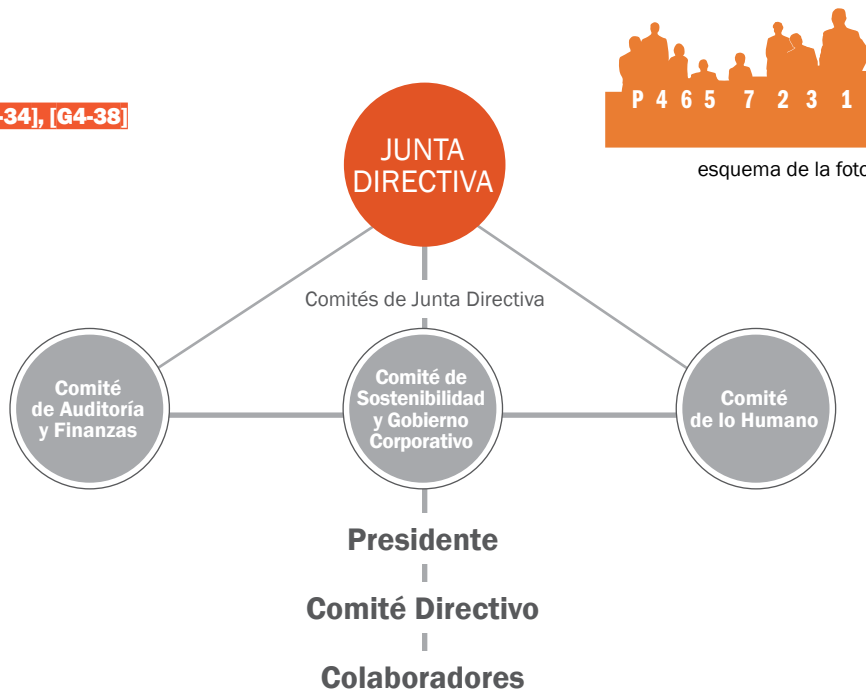 -34], [G4-38]
P 4 6 5 7 2 3 1
esquema de la foto
JUNTA
DIRECTIVA
Comités de Junta Directiva
Comité
de Auditoría
y Finanzas
Comité de
Sostenibilidad
y Gobierno
Corporativo
Comité
de lo Humano
Presidente
Comité Directivo
Colaboradores